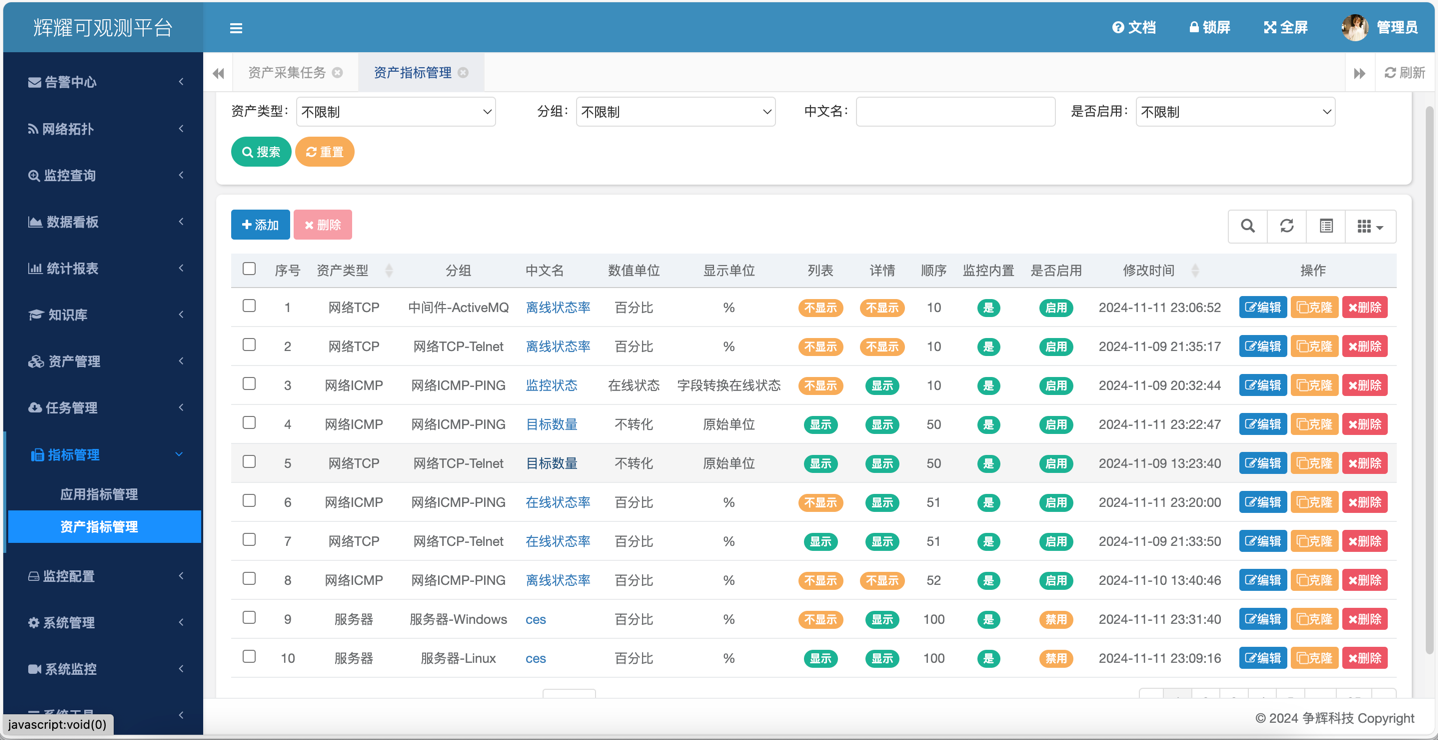 辉耀可观测平台
文档 锁屏 全屏 管理员
资产采集任务 资产指标管理 刷新
告警中心
网络拓扑
监控查询
数据看板
统计报表
知识库
资产管理
任务管理
指标管理
应用指标管理
资产指标管理
监控配置
系统管理
系统监控
系统工具
javascript:void(0)
资产类型: 不限制 分组: 不限制 中文名: 是否启用: 不限制
搜索 重置
添加 删除
序号 资产类型 分组 中文名 数值单位 显示单位 列表 详情 顺序 监控内置 是否启用 修改时间 操作
1 网络TCP 中间件-ActiveMQ 离线状态率 百分比 % 不显示 不显示 10 是 启用 2024-11-11 23:06:52 编辑 克隆 删除
2 网络TCP 网络TCP-Telnet 离线状态率 百分比 % 不显示 不显示 10 是 启用 2024-11-09 21:35:17 编辑 克隆 删除
3 网络ICMP 网络ICMP-PING 监控状态 在线状态 字段转换在线状态 不显示 显示 10 是 启用 2024-11-09 20:32:44 编辑 克隆 删除
4 网络ICMP 网络ICMP-PING 目标数量 不转化 原始单位 显示 显示 50 是 启用 2024-11-11 23:22:47 编辑 克隆 删除
5 网络TCP 网络TCP-Telnet 目标数量 不转化 原始单位 显示 显示 50 是 启用 2024-11-09 13:23:40 编辑 克隆 删除
6 网络ICMP 网络ICMP-PING 在线状态率 百分比 % 不显示 显示 51 是 启用 2024-11-11 23:20:00 编辑 克隆 删除
7 网络TCP 网络TCP-Telnet 在线状态率 百分比 % 显示 显示 51 是 启用 2024-11-09 21:33:50 编辑 克隆 删除
8 网络ICMP 网络ICMP-PING 离线状态率 百分比 % 不显示 不显示 52 是 启用 2024-11-10 13:40:46 编辑 克隆 删除
9 服务器 服务器-Windows ces 百分比 % 不显示 显示 100 是 禁用 2024-11-11 23:31:40 编辑 克隆 删除
10 服务器 服务器-Linux ces 百分比 % 显示 显示 100 是 禁用 2024-11-11 23:09:16 编辑 克隆 删除
© 2024 争辉科技 Copyright